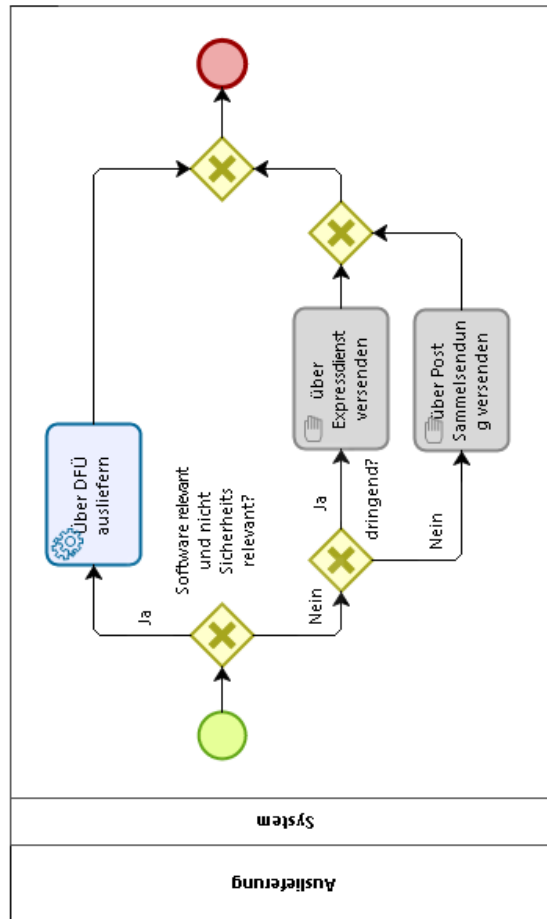 Auslieferung
System
Ja
Über DFÜ
ausliefern
Software relevant
und nicht
Sicherheits
relevant?
Nein
Ja
dringend?
Nein
über
Expressdienst
versenden
über Post
Sammelsendun
g versenden